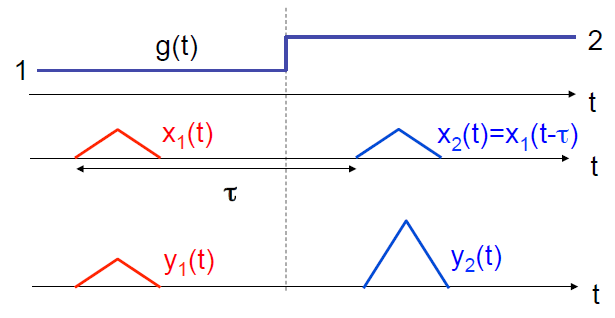 g(t)
1
2
t
x₁(t)
x₂(t)=x₁(t-τ)
t
τ
y₁(t)
y₂(t)
t